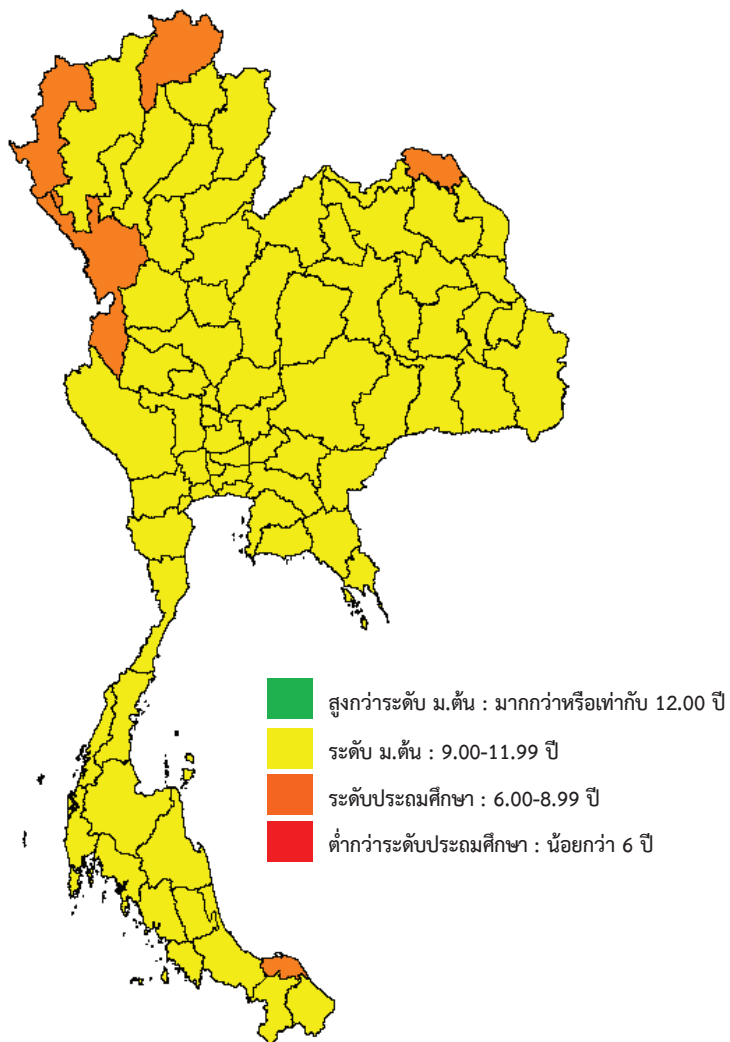 สูงกว่าระดับ ม.ต้น : มากกว่าหรือเท่ากับ 12.00 ปี
ระดับ ม.ต้น : 9.00-11.99 ปี
ระดับประถมศึกษา : 6.00-8.99 ปี
ต่ำกว่าระดับประถมศึกษา : น้อยกว่า 6 ปี